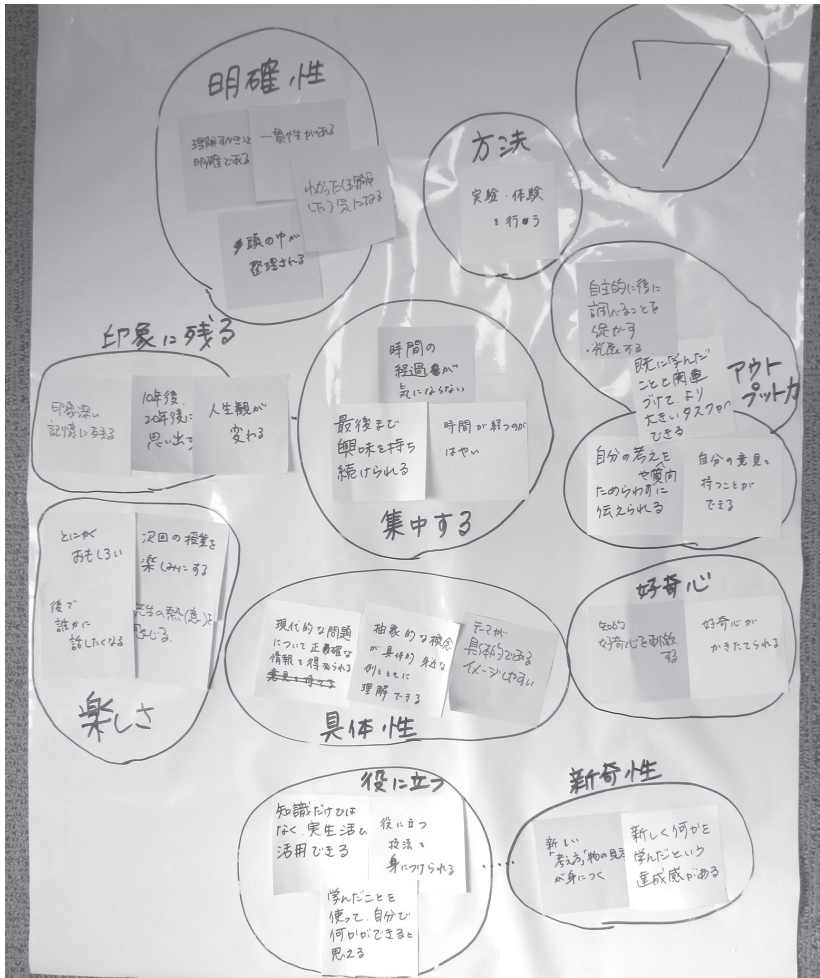 7
明確性
理解すべきこと
明確である
一貫性がある
わかった(理解
した)気になる
頭の中が
整理される
方法
実験・体験
を行う
自主的に後に
調べることを
促がす
・発展する
既に学んだ
ことと関連
づけて、より
大きいタスクが
できる
アウト
プット力
自分の考えを
や質問
ためらわずに
伝えられる
自分の意見を
持つことが
できる
印象に残る
印象深い
記憶に残る
10年後、
20年後に
思い出す
人生観が
変わる
時間の
経過が
気にならない
最後まで
興味を持ち
続けられる
時間が経つのが
はやい
集中する
とにかく
おもしろい
次回の授業を
楽しみにする
後で
誰かに
話したくなる
先生の熱(意)を
感じる
楽しさ
現代的な問題
について正確な
情報を得られる
意見を持てる
抽象的な概念
が具体的 身近な
例とともに
理解できる
テーマが
具体的である
イメージしやすい
具体性
好奇心
知的
好奇心を刺激
する
好奇心が
かきたてられる
役に立つ
知識だけでは
なく、実生活に
活用できる
役に立つ
技法を
身につけられる
学んだことを
使って、自分で
何かができると
思える
新奇性
新しい
「考え方」物の見方
が身につく
新しく何かを
学んだという
達成感がある